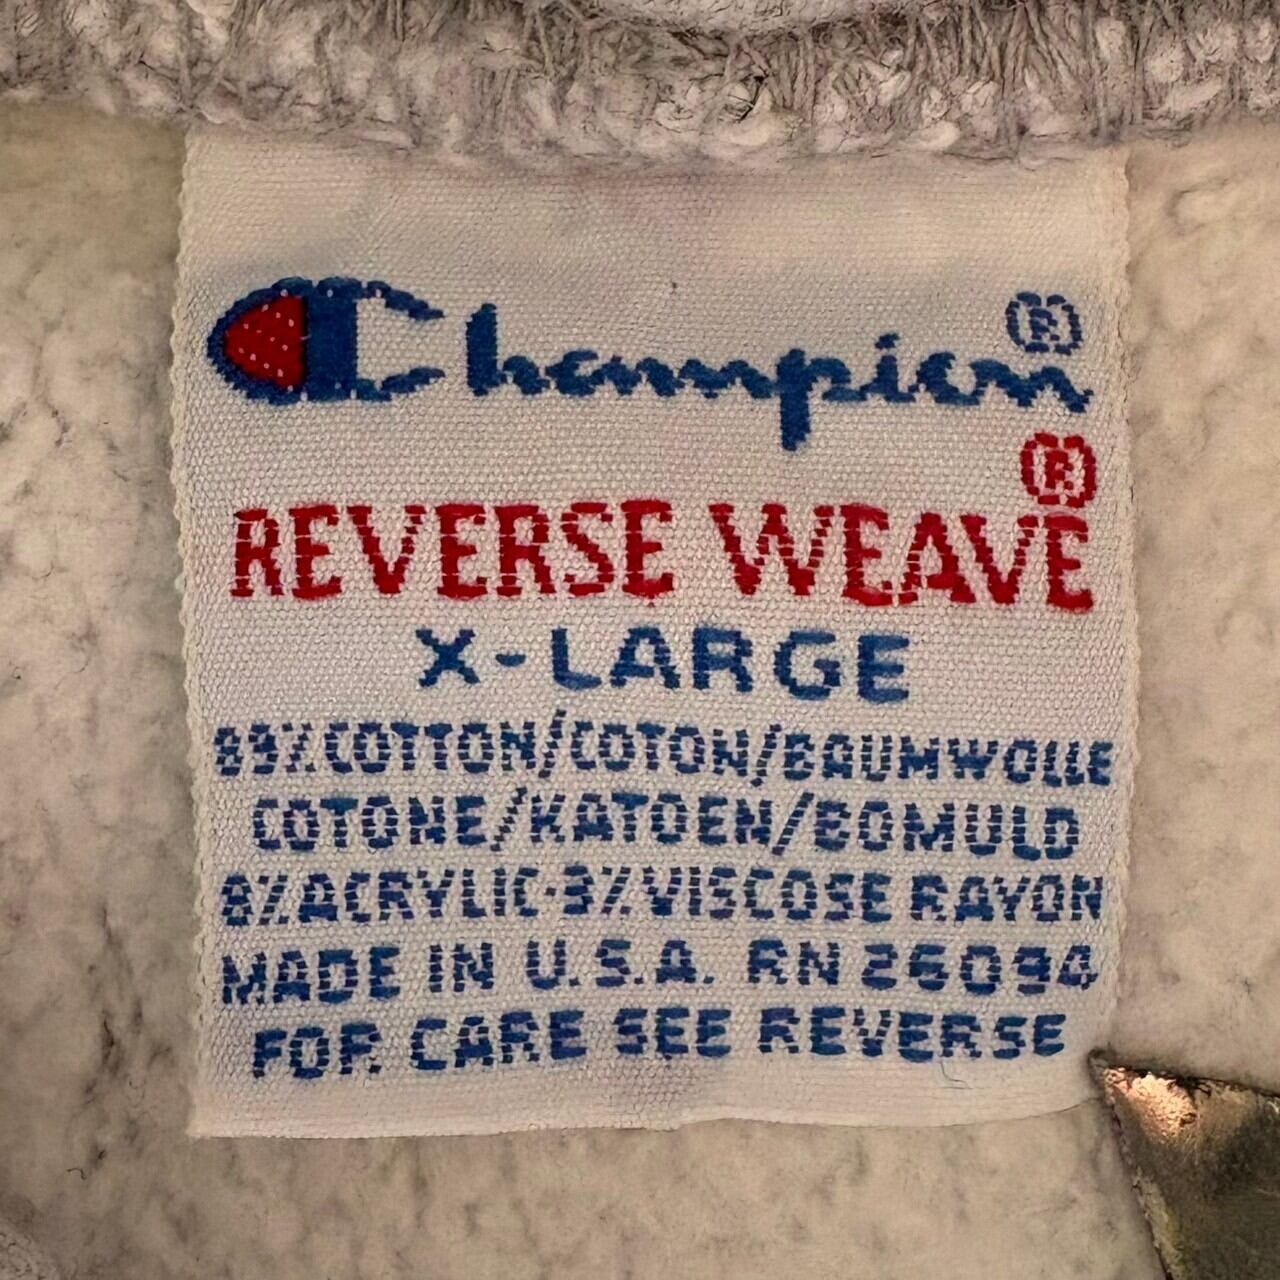 Champion®
REVERSE WEAVE®
X-LARGE
89%COTTON/COTON/BAUMWOLLE
COTONE/KATOEN/BOMULD
8%ACRYLIC-3%VISCOSE RAYON
MADE IN U.S.A. RN 26094
FOR CARE SEE REVERSE